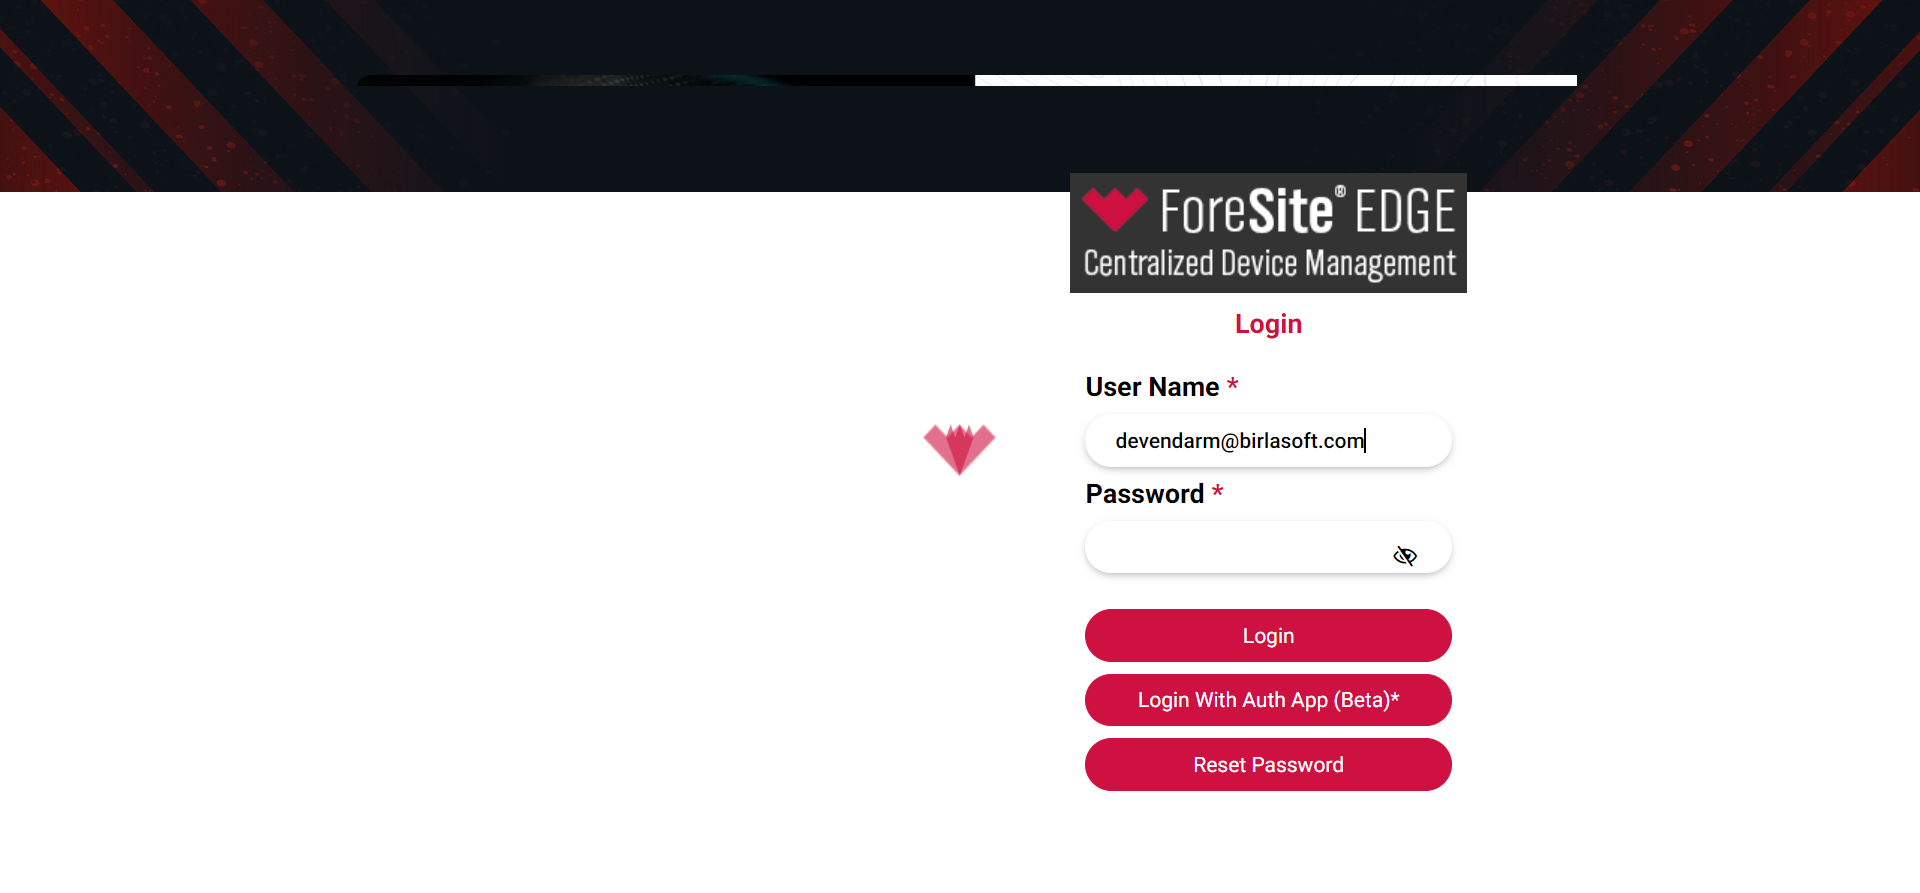 ForeSite® EDGE
Centralized Device Management
Login
User Name *
devendarm@birlasoft.com
Password *
Login
Login With Auth App (Beta)*
Reset Password